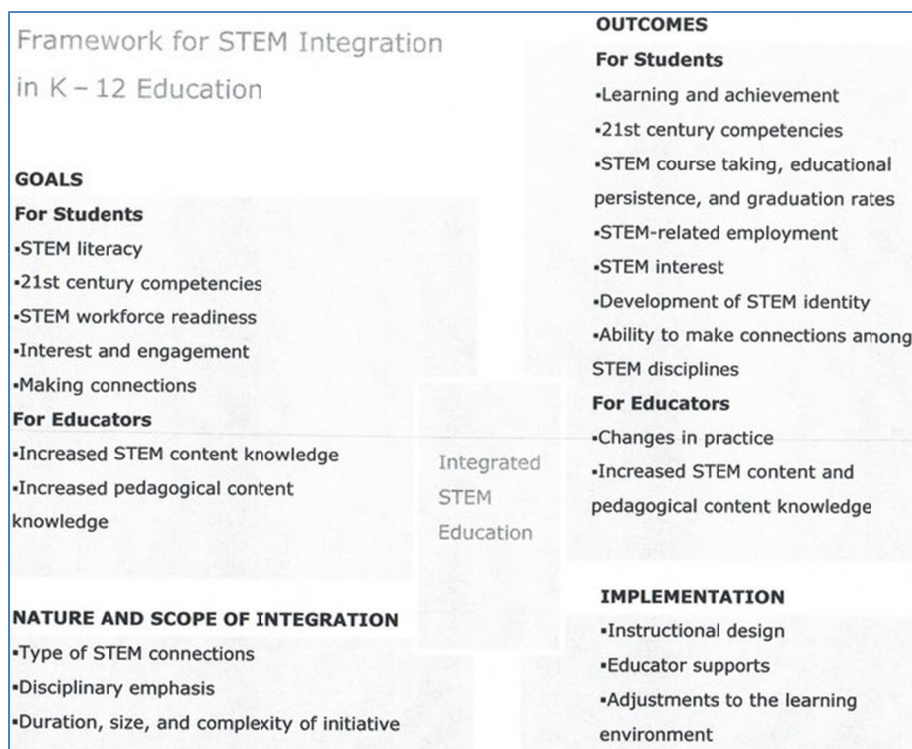 Framework for STEM Integration
in K – 12 Education
GOALS
For Students
▪STEM literacy
▪21st century competencies
▪STEM workforce readiness
▪Interest and engagement
▪Making connections
For Educators
▪Increased STEM content knowledge
▪Increased pedagogical content
knowledge
OUTCOMES
For Students
▪Learning and achievement
▪21st century competencies
▪STEM course taking, educational
persistence, and graduation rates
▪STEM-related employment
▪STEM interest
▪Development of STEM identity
▪Ability to make connections among
STEM disciplines
For Educators
▪Changes in practice
▪Increased STEM content and
pedagogical content knowledge
Integrated
STEM
Education
NATURE AND SCOPE OF INTEGRATION
▪Type of STEM connections
▪Disciplinary emphasis
▪Duration, size, and complexity of initiative
IMPLEMENTATION
▪Instructional design
▪Educator supports
▪Adjustments to the learning
environment